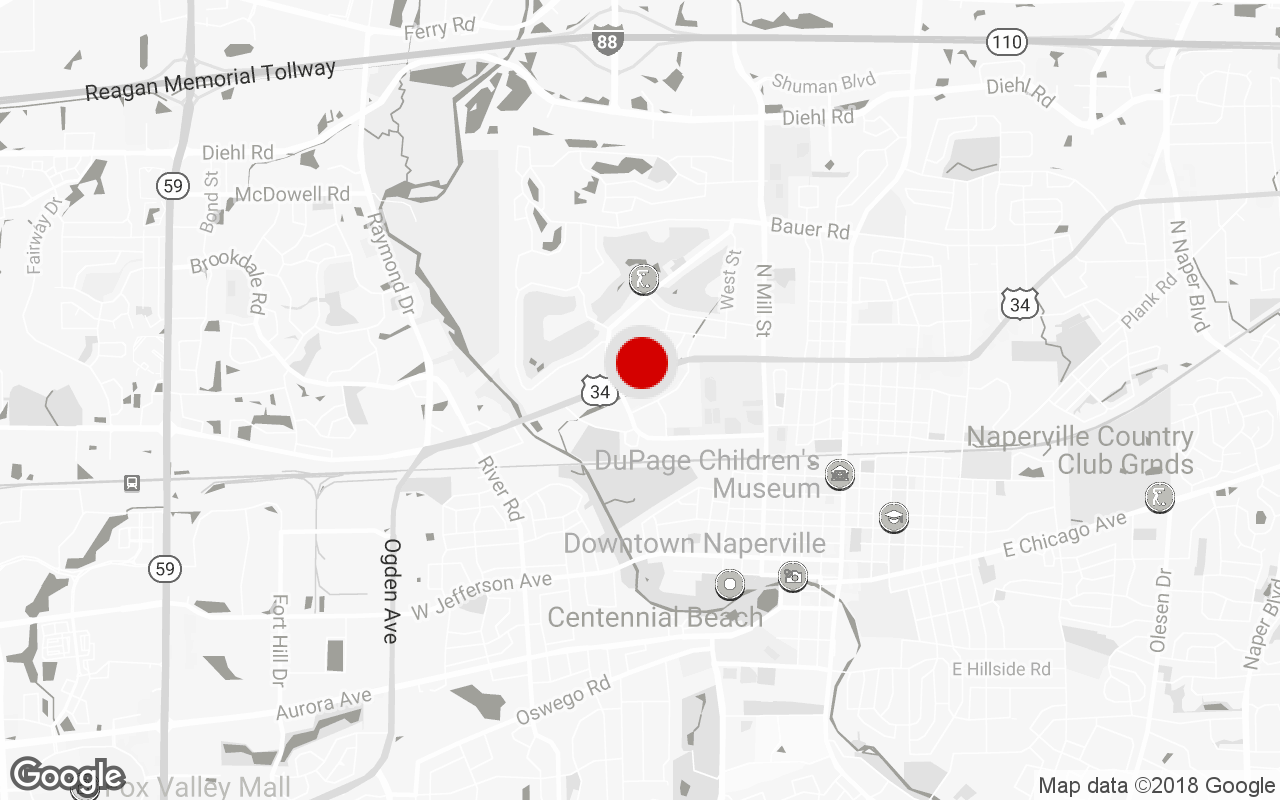 Ferry Rd
88
110
Reagan Memorial Tollway
Shuman Blvd
Diehl Rd
Diehl Rd
Diehl Rd
59
Bond St
McDowell Rd
Fairway Dr
Raymond Dr
Bauer Rd
N Naper Blvd
Brookdale Rd
West St
N Mill St
Plank Rd
34
34
Naperville Country
Club Grnds
DuPage Children's
Museum
River Rd
E Chicago Ave
Downtown Naperville
59
Ogden Ave
W Jefferson Ave
Centennial Beach
Fort Hill Dr
Olesen Dr
Naper Blvd
E Hillside Rd
Aurora Ave
Oswego Rd
Google
Fox Valley Mall
Map data ©2018 Google